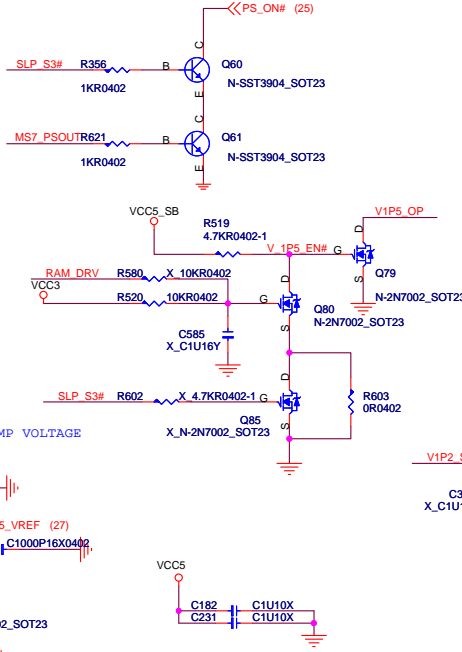 PS_ON# (25)
C
SLP_S3# R356 B Q60
1KR0402 N-SST3904_SOT23
E
C
MS7_PSOUT R621 B Q61
1KR0402 N-SST3904_SOT23
E
VCC5_SB V1P5_OP
R519
4.7KR0402-1 D
V_1P5_EN# G
RAM_DRV R580 X_10KR0402 D S Q79
VCC3 N-2N7002_SOT23
R520 10KR0402 G Q80
N-2N7002_SOT23
C585 S
X_C1U16Y
D
SLP_S3# R602 X_4.7KR0402-1 G R603
0R0402
Q85
S X_N-2N7002_SOT23
MP VOLTAGE
V1P2_S
C3
X_C1U1
5_VREF (27)
C1000P16X0402
VCC5
C182 C1U10X
C231 C1U10X
02_SOT23